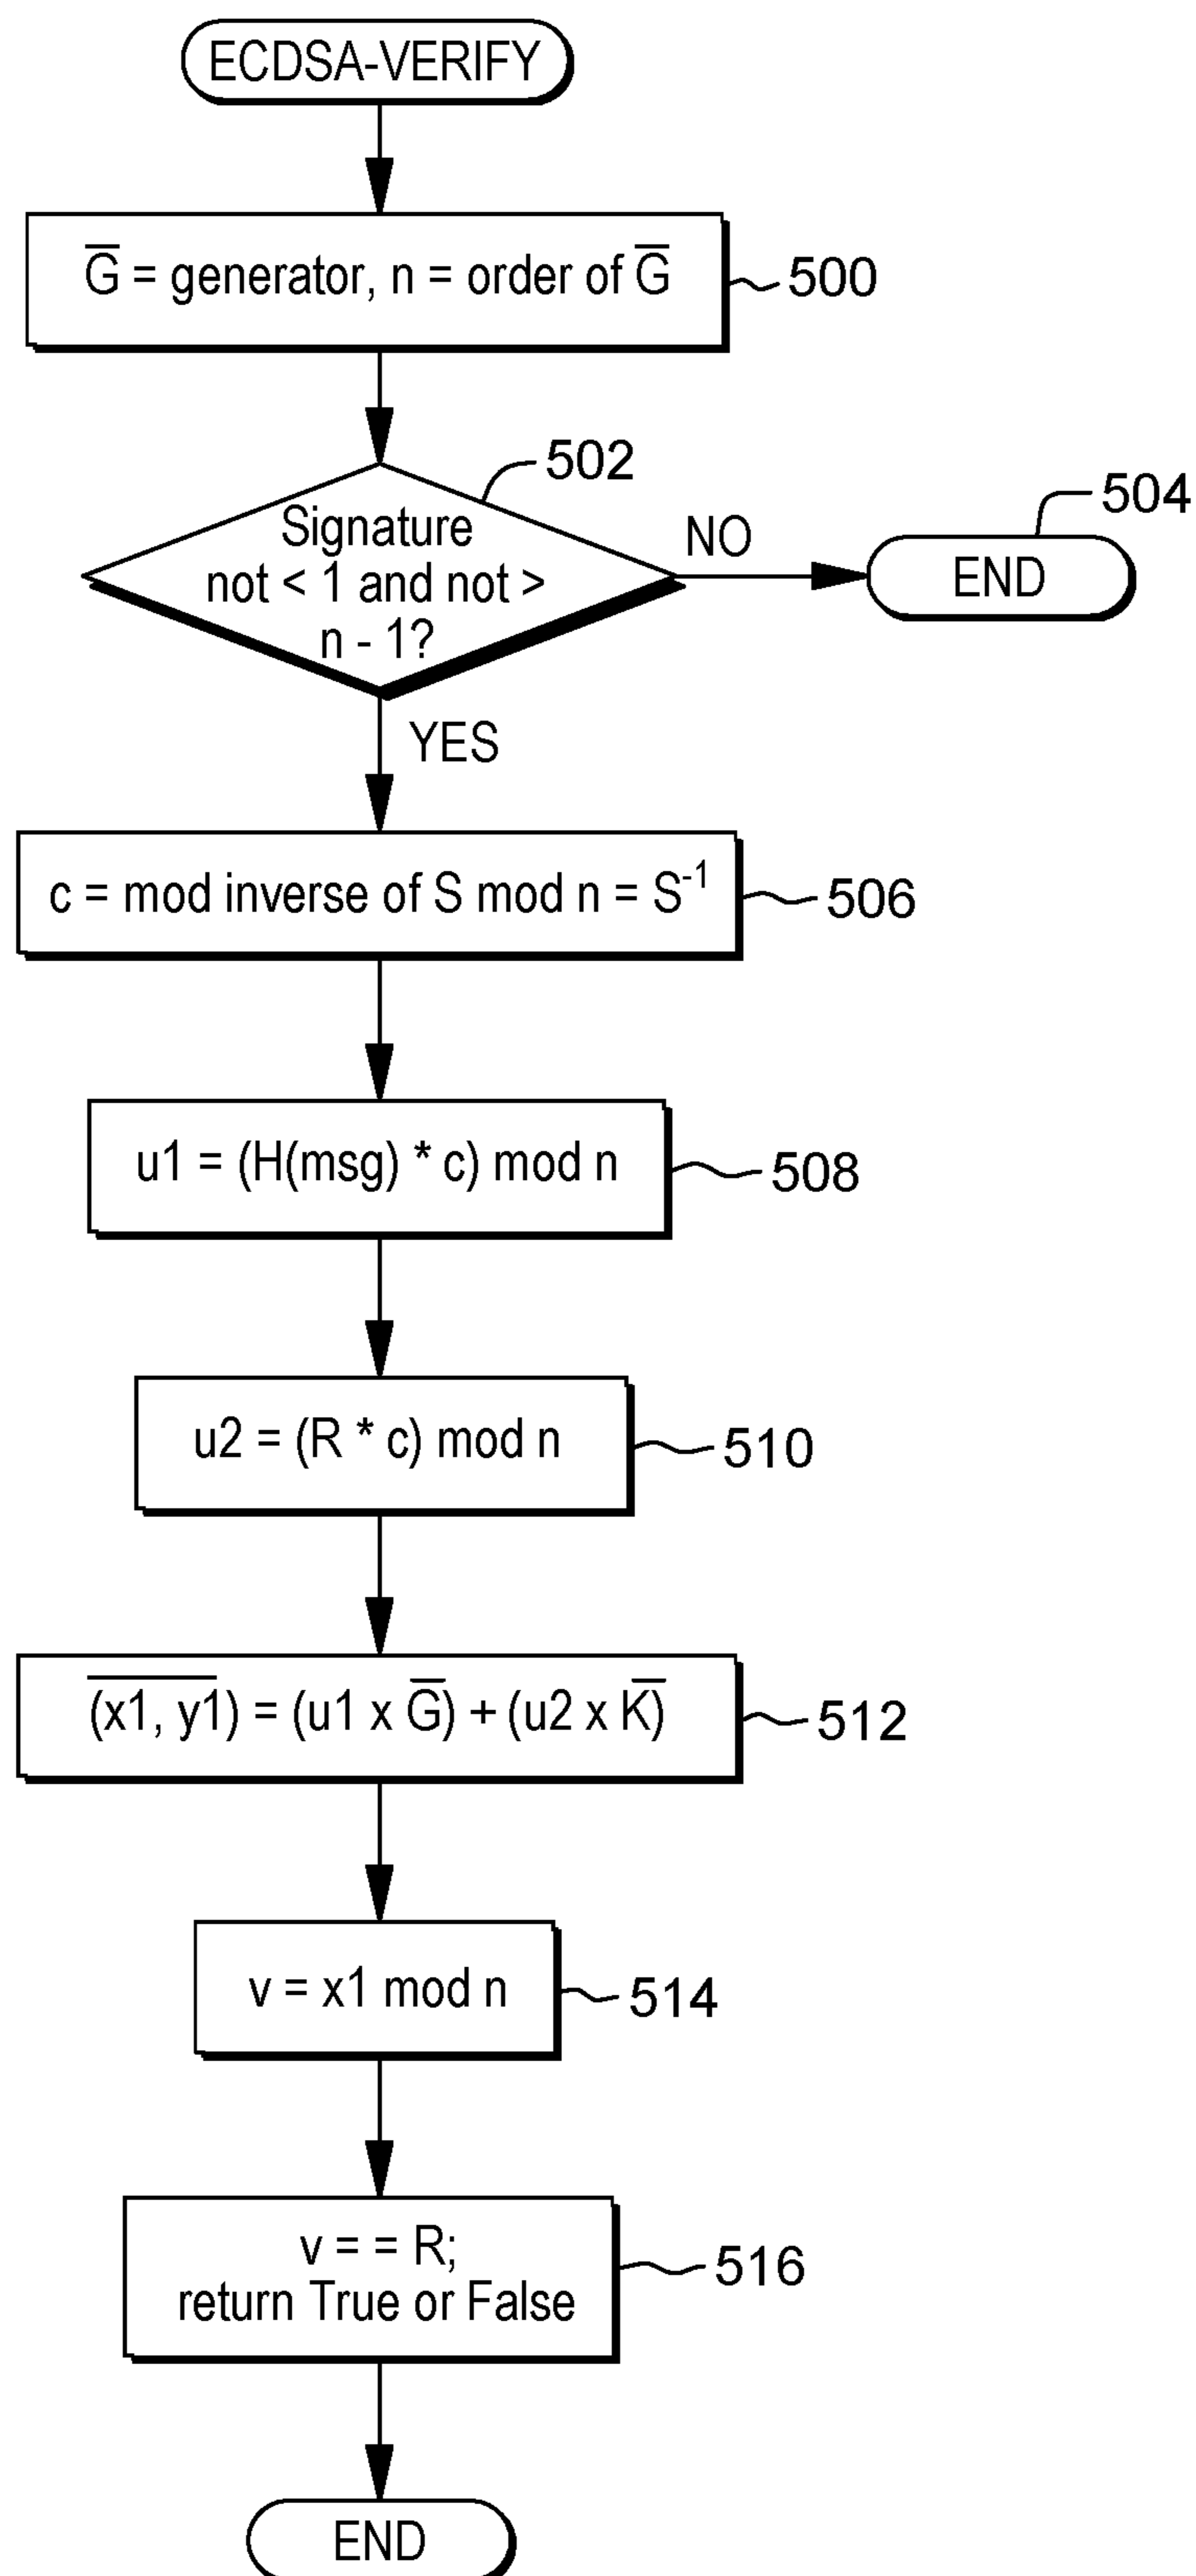 ECDSA-VERIFY
G̅ = generator, n = order of G̅
500
502
504
Signature
not < 1 and not >
n - 1?
NO
END
YES
c = mod inverse of S mod n = S⁻¹
506
u1 = (H(msg) * c) mod n
508
u2 = (R * c) mod n
510
(x1, y1) = (u1 x G̅) + (u2 x K̅)
512
v = x1 mod n
514
v = = R;
return True or False
516
END